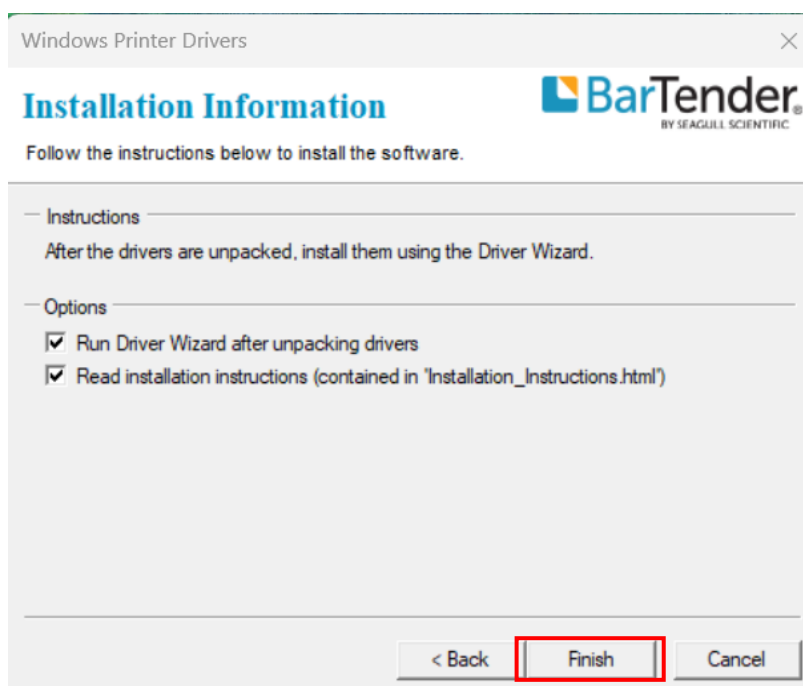 Windows Printer Drivers
Installation Information
BarTender®
BY SEAGULL SCIENTIFIC
Follow the instructions below to install the software.
Instructions
After the drivers are unpacked, install them using the Driver Wizard.
Options
Run Driver Wizard after unpacking drivers
Read installation instructions (contained in 'Installation_Instructions.html')
< Back Finish Cancel